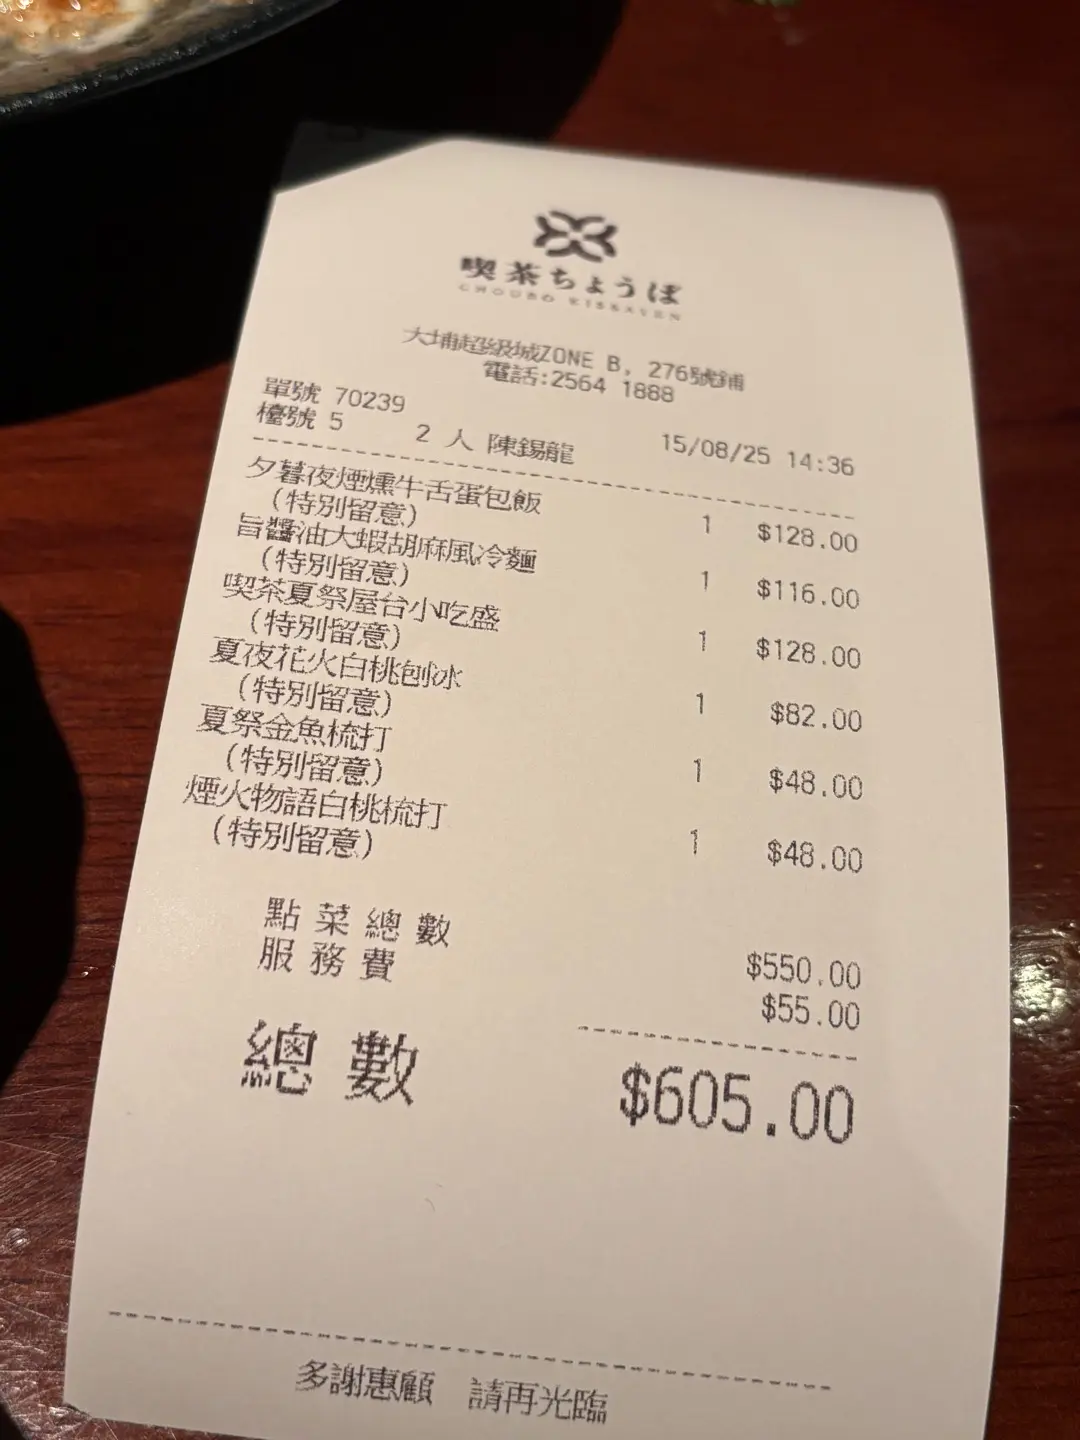 喫茶ちょうぼ
CHOUBO KISSATEN
大埔超級城ZONE B, 276號鋪
電話:2564 1888
單號 70239
檯號 5 2 人 陳錫龍 15/08/25 14:36
夕暮夜煙燻牛舌蛋包飯
(特別留意) 1 $128.00
旨醬油大蝦胡麻風冷麵
(特別留意) 1 $116.00
喫茶夏祭屋台小吃盛
(特別留意) 1 $128.00
夏夜花火白桃刨冰
(特別留意) 1 $82.00
夏祭金魚梳打
(特別留意) 1 $48.00
煙火物語白桃梳打
(特別留意) 1 $48.00
點菜總數 $550.00
服務費 $55.00
總數 $605.00
多謝惠顧 請再光臨